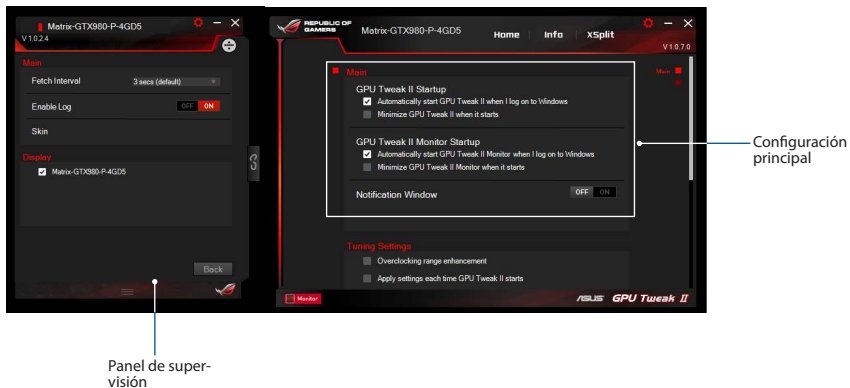 Matrix-GTX980-P-4GD5
V 1.0.2.4
Main
Fetch Interval
3 secs (default)
Enable Log
OFF ON
Skin
Display
Matrix-GTX980-P-4GD5
Back
REPUBLIC OF
GAMERS
Matrix-GTX980-P-4GD5
Home
Info
XSplit
V 1.0.7.0
Main
Main
GPU Tweak II Startup
Automatically start GPU Tweak II when I log on to Windows
Minimize GPU Tweak II when it starts
GPU Tweak II Monitor Startup
Automatically start GPU Tweak II Monitor when I log on to Windows
Minimize GPU Tweak II Monitor when it starts
Notification Window
OFF ON
Tuning Settings
Overclocking range enhancement
Apply settings each time GPU Tweak II starts
Monitor
ASUS GPU Tweak II
Configuración
principal
Panel de super-
visión